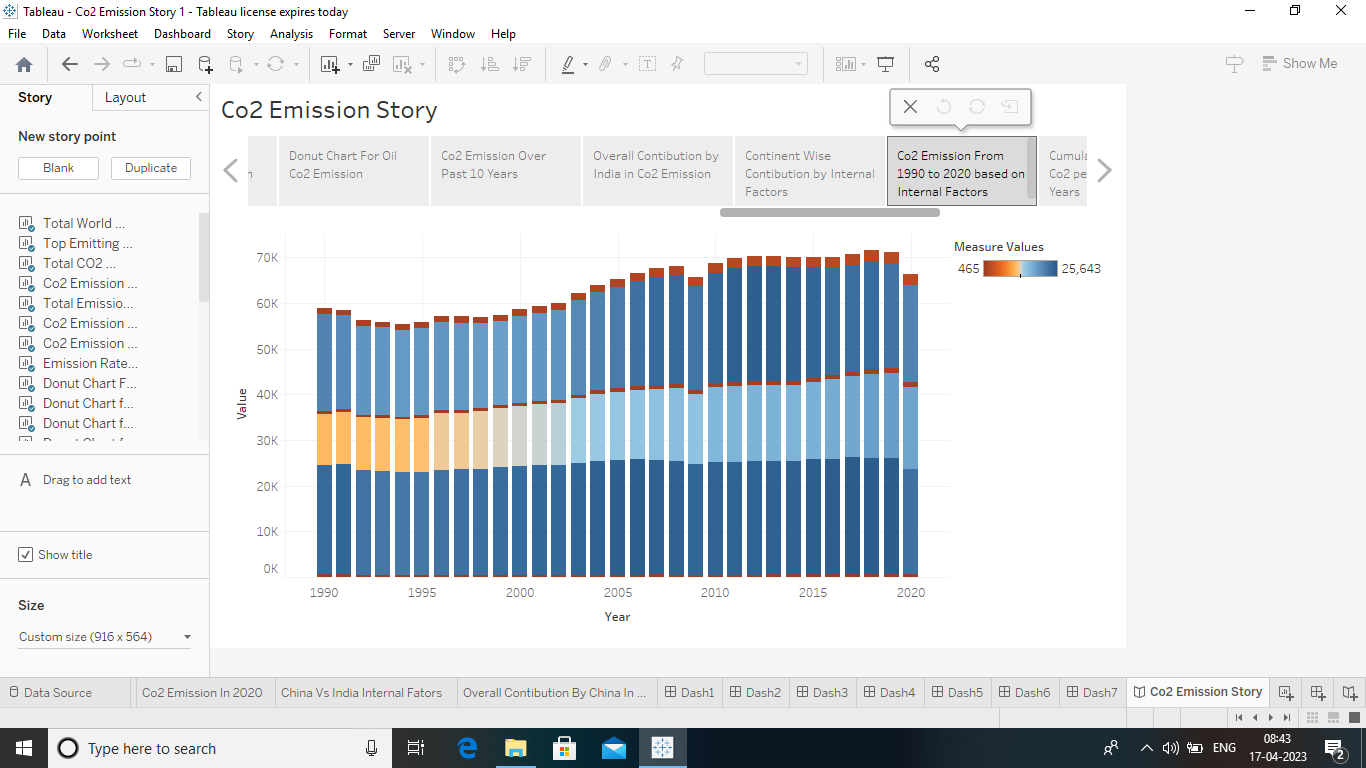 Tableau - Co2 Emission Story 1 - Tableau license expires today
File Data Worksheet Dashboard Story Analysis Format Server Window Help
Show Me
Story Layout
New story point
Blank Duplicate
Total World ...
Top Emitting ...
Total CO2 ...
Co2 Emission ...
Total Emissio...
Co2 Emission ...
Co2 Emission ...
Emission Rate...
Donut Chart F...
Donut Chart f...
Donut Chart f...
A Drag to add text
Show title
Size
Custom size (916 x 564)
Co2 Emission Story
Donut Chart For Oil
Co2 Emission
Co2 Emission Over
Past 10 Years
Overall Contibution by
India in Co2 Emission
Continent Wise
Contibution by Internal
Factors
Co2 Emission From
1990 to 2020 based on
Internal Factors
Cumula
Co2 pe
Years
Measure Values
465 25,643
70K
60K
50K
40K
30K
20K
10K
0K
Value
1990 1995 2000 2005 2010 2015 2020
Year
Data Source Co2 Emission In 2020 China Vs India Internal Fators Overall Contibution By China In ... Dash1 Dash2 Dash3 Dash4 Dash5 Dash6 Dash7 Co2 Emission Story
Type here to search
ENG
08:43
17-04-2023
2